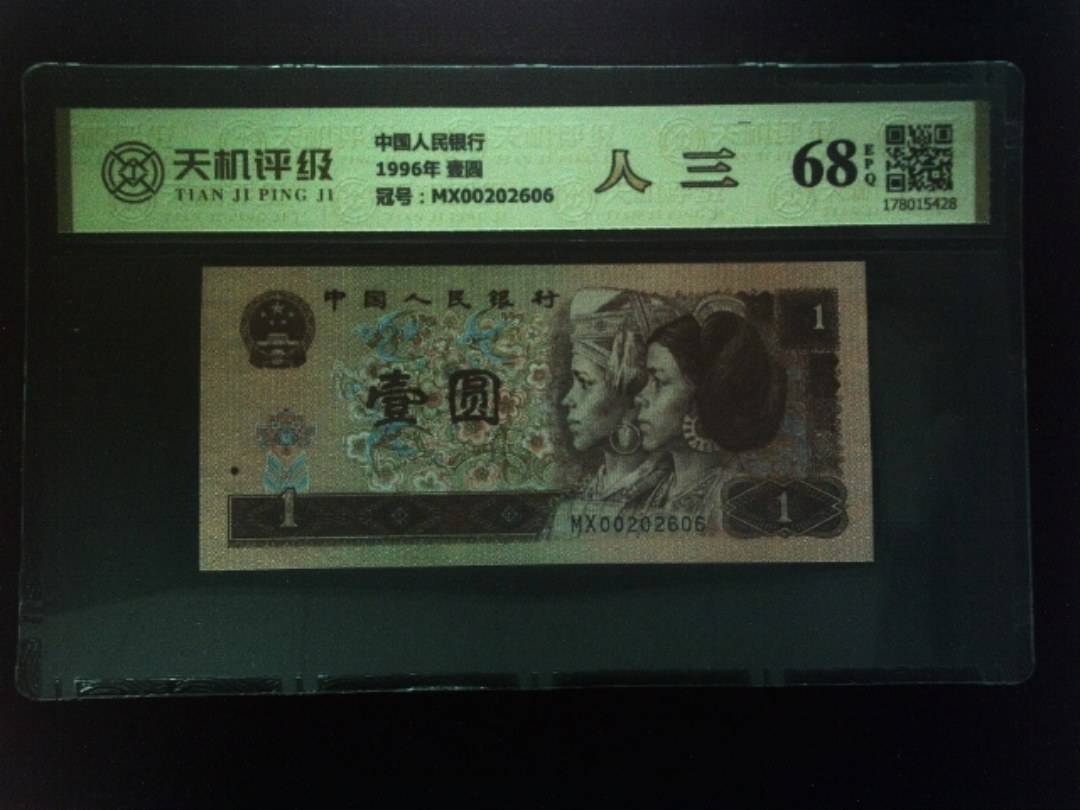 天机评级
TIAN JI PING JI
中国人民银行
1996年 壹圆
冠号：MX00202606
人三
68
EPQ
178015428
中国人民银行
1
壹圆
1
MX00202606
1